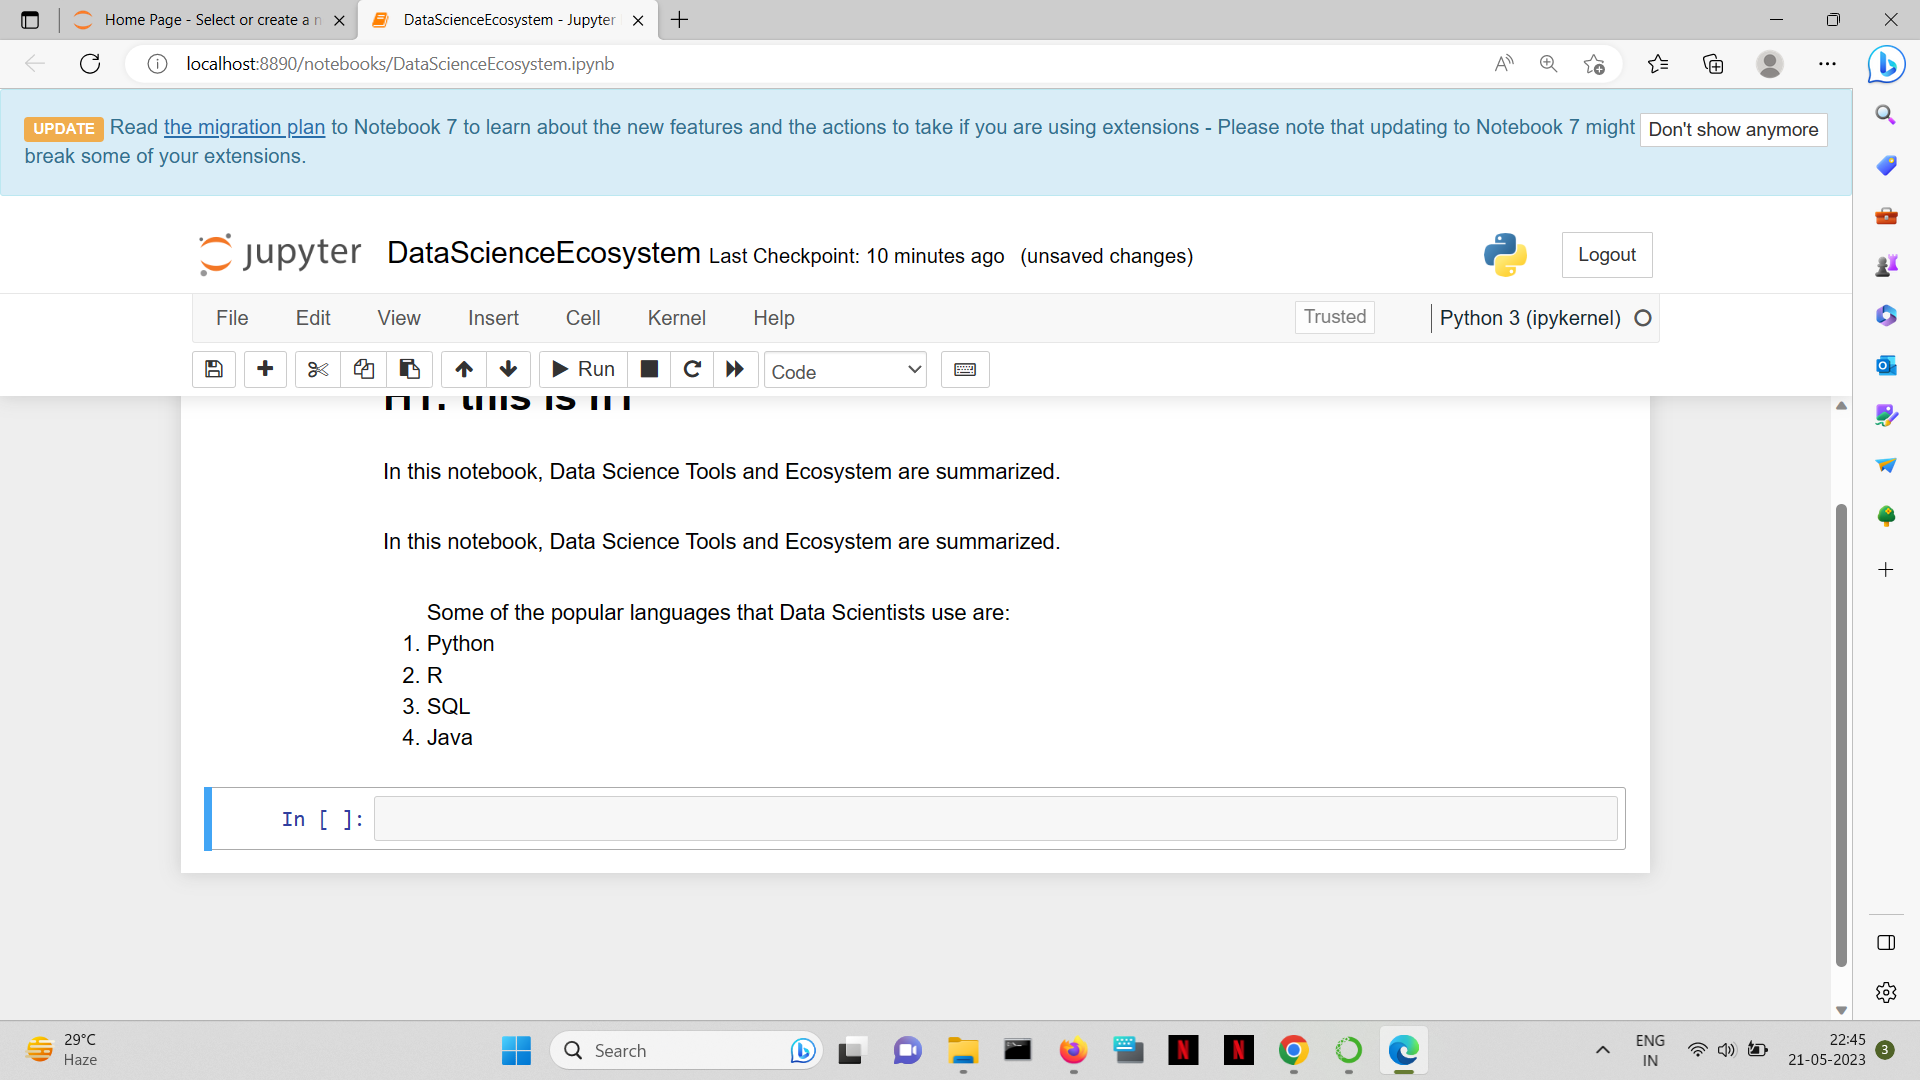 Home Page - Select or create a n
DataScienceEcosystem - Jupyter
localhost:8890/notebooks/DataScienceEcosystem.ipynb
UPDATE Read the migration plan to Notebook 7 to learn about the new features and the actions to take if you are using extensions - Please note that updating to Notebook 7 might
break some of your extensions.
Don't show anymore
jupyter DataScienceEcosystem Last Checkpoint: 10 minutes ago (unsaved changes)
Logout
File Edit View Insert Cell Kernel Help
Trusted
Python 3 (ipykernel)
Run
Code
In this notebook, Data Science Tools and Ecosystem are summarized.
In this notebook, Data Science Tools and Ecosystem are summarized.
Some of the popular languages that Data Scientists use are:
1. Python
2. R
3. SQL
4. Java
In [ ]:
29°C
Haze
Search
N
N
ENG
IN
22:45
21-05-2023
3